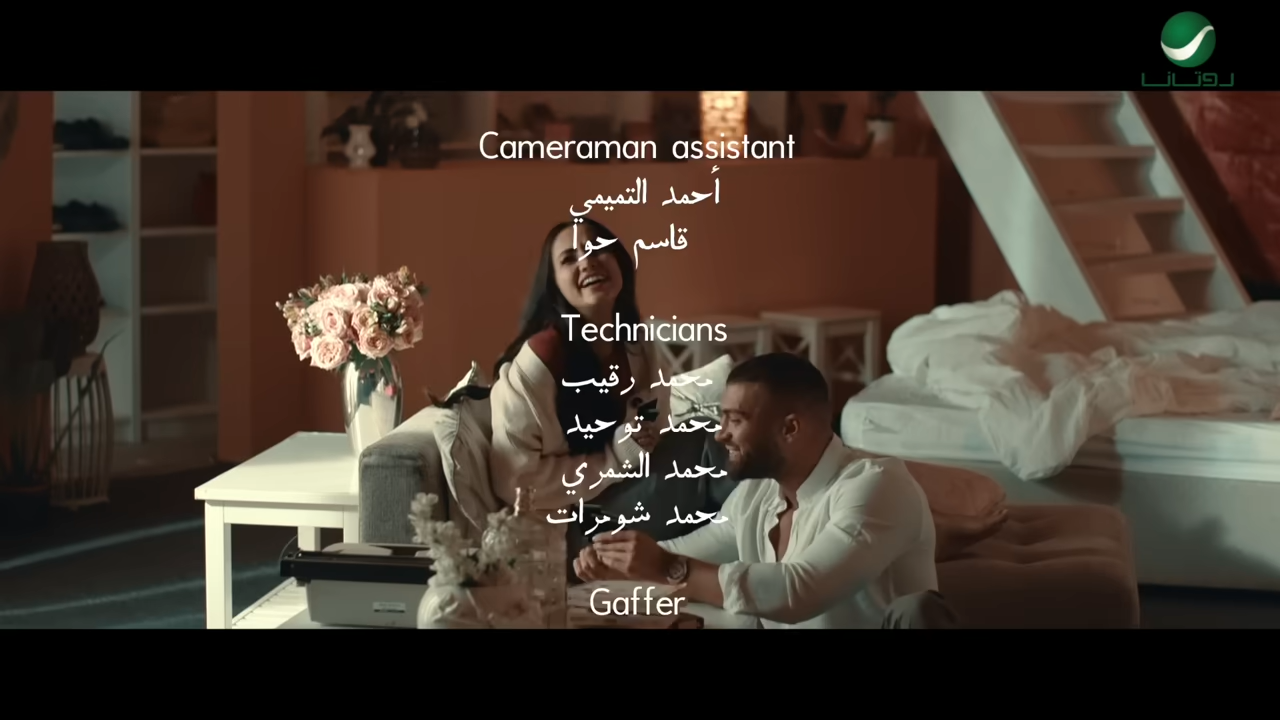 روتانا
Cameraman assistant
أحمد التميمي
قاسم حوا
Technicians
محمد رقيب
محمد توحيد
محمد الشمري
محمد شومرات
Gaffer